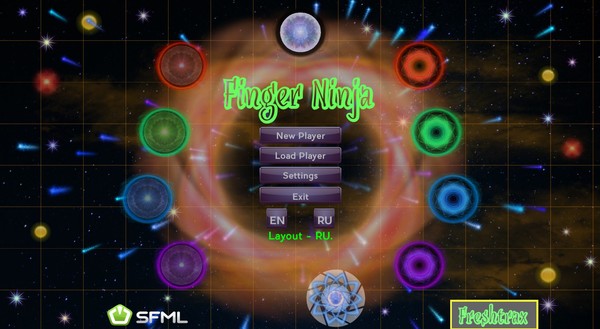 Finger Ninja
New Player
Load Player
Settings
Exit
EN RU
Layout - RU.
SFML
Freshtrax